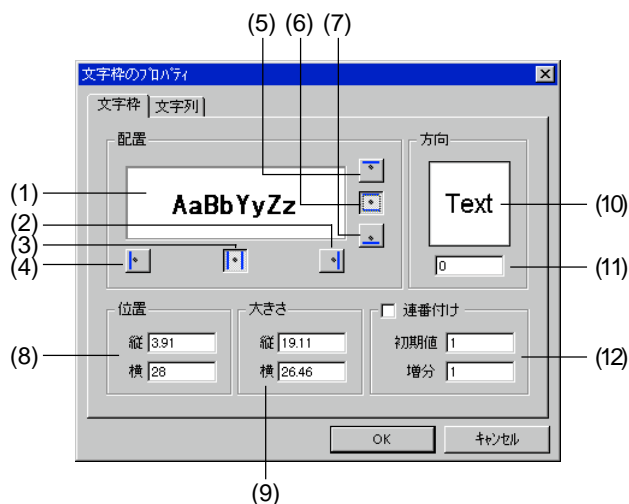 (5) (6) (7)
文字枠のﾌﾟﾛﾊﾟﾃｨ
文字枠 文字列
配置
方向
(1)
AaBbYyZz
Text
(10)
(2)
(3)
(4)
0
(11)
位置
大きさ
連番付け
(8)
縦 3.91
縦 19.11
初期値 1
横 28
横 26.46
増分 1
(12)
OK
ｷｬﾝｾﾙ
(9)